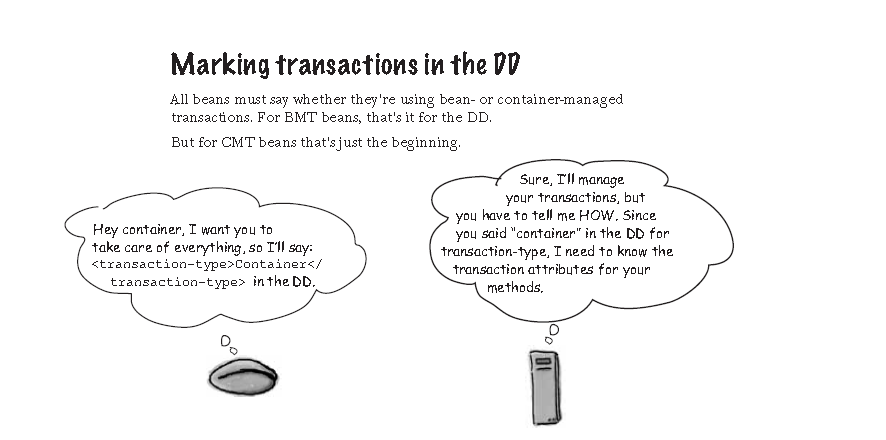 Marking transactions in the DD
All beans must say whether they're using bean- or container-managed
transactions. For BMT beans, that's it for the DD.
But for CMT beans that's just the beginning.
Hey container, I want you to
take care of everything, so I'll say:
<transaction-type>Container</
transaction-type> in the DD.
Sure, I'll manage
your transactions, but
you have to tell me HOW. Since
you said "container" in the DD for
transaction-type, I need to know the
transaction attributes for your
methods.